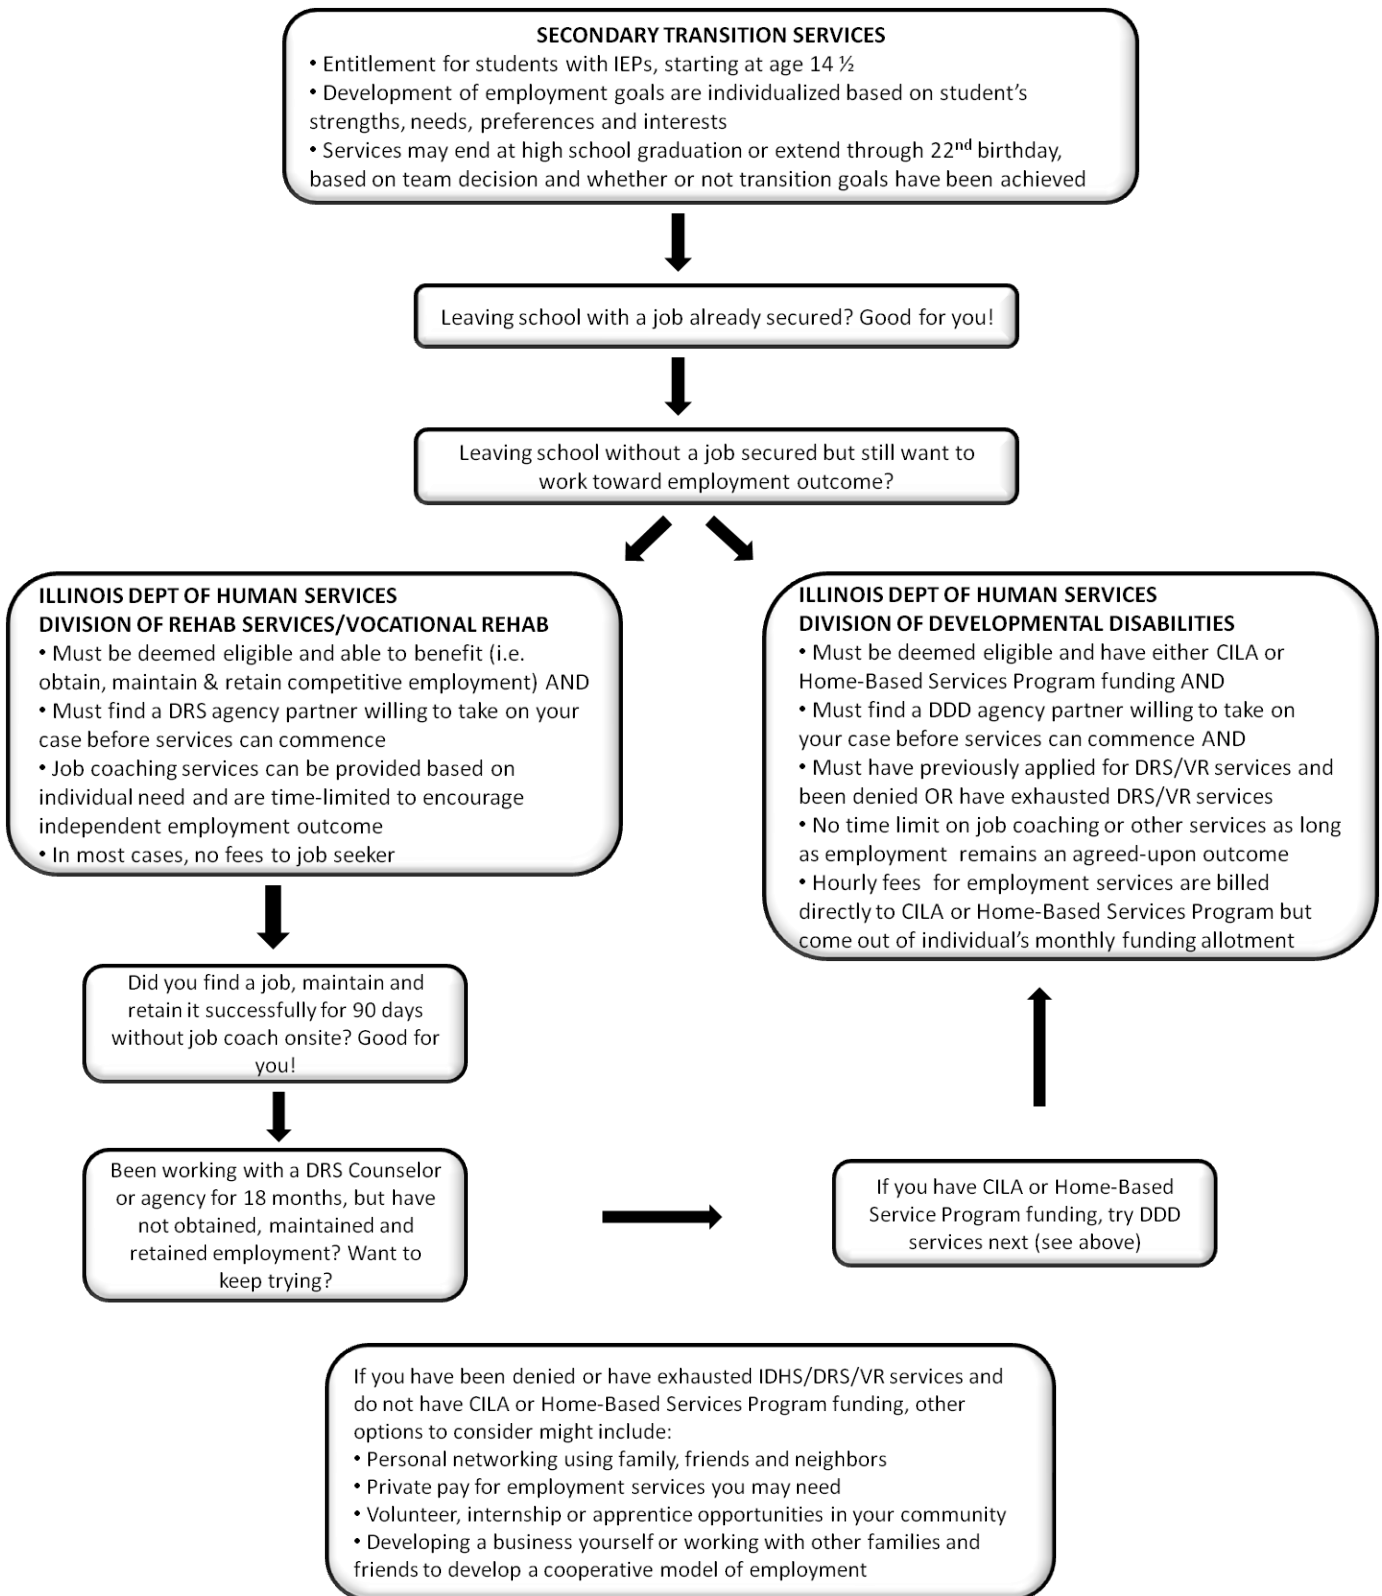 SECONDARY TRANSITION SERVICES
• Entitlement for students with IEPs, starting at age 14 ½
• Development of employment goals are individualized based on student's
strengths, needs, preferences and interests
• Services may end at high school graduation or extend through 22nd birthday,
based on team decision and whether or not transition goals have been achieved
Leaving school with a job already secured? Good for you!
Leaving school without a job secured but still want to
work toward employment outcome?
ILLINOIS DEPT OF HUMAN SERVICES
DIVISION OF REHAB SERVICES/VOCATIONAL REHAB
• Must be deemed eligible and able to benefit (i.e.
obtain, maintain & retain competitive employment) AND
• Must find a DRS agency partner willing to take on your
case before services can commence
• Job coaching services can be provided based on
individual need and are time-limited to encourage
independent employment outcome
• In most cases, no fees to job seeker
ILLINOIS DEPT OF HUMAN SERVICES
DIVISION OF DEVELOPMENTAL DISABILITIES
• Must be deemed eligible and have either CILA or
Home-Based Services Program funding AND
• Must find a DDD agency partner willing to take on
your case before services can commence AND
• Must have previously applied for DRS/VR services and
been denied OR have exhausted DRS/VR services
• No time limit on job coaching or other services as long
as employment remains an agreed-upon outcome
• Hourly fees for employment services are billed
directly to CILA or Home-Based Services Program but
come out of individual's monthly funding allotment
Did you find a job, maintain and
retain it successfully for 90 days
without job coach onsite? Good for
you!
Been working with a DRS Counselor
or agency for 18 months, but have
not obtained, maintained and
retained employment? Want to
keep trying?
If you have CILA or Home-Based
Service Program funding, try DDD
services next (see above)
If you have been denied or have exhausted IDHS/DRS/VR services and
do not have CILA or Home-Based Services Program funding, other
options to consider might include:
• Personal networking using family, friends and neighbors
• Private pay for employment services you may need
• Volunteer, internship or apprentice opportunities in your community
• Developing a business yourself or working with other families and
friends to develop a cooperative model of employment